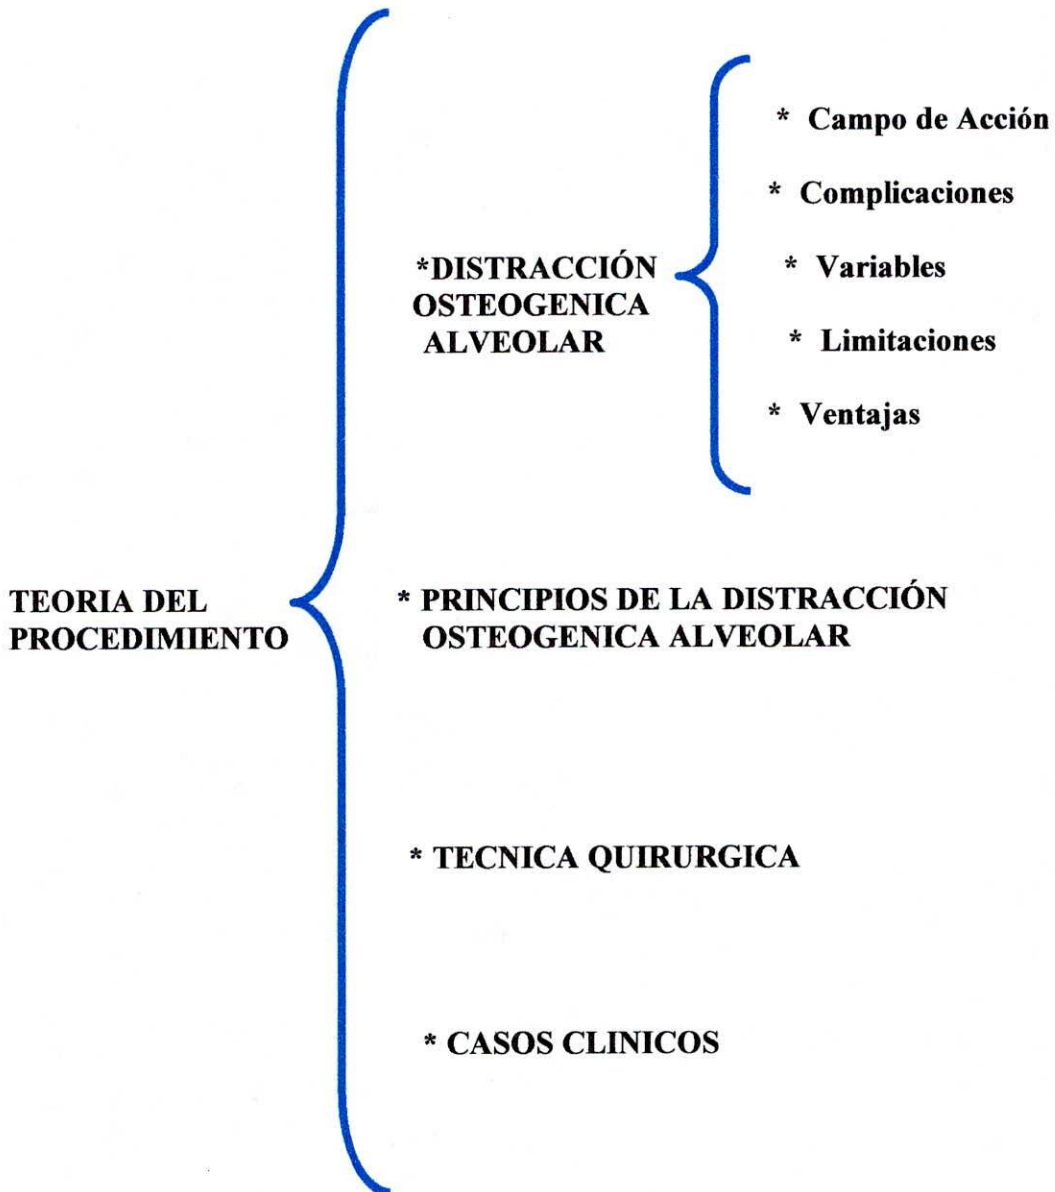 TEORIA DEL
PROCEDIMIENTO
*DISTRACCIÓN
OSTEOGENICA
ALVEOLAR
* Campo de Acción
* Complicaciones
* Variables
* Limitaciones
* Ventajas
* PRINCIPIOS DE LA DISTRACCIÓN
OSTEOGENICA ALVEOLAR
* TECNICA QUIRURGICA
* CASOS CLINICOS